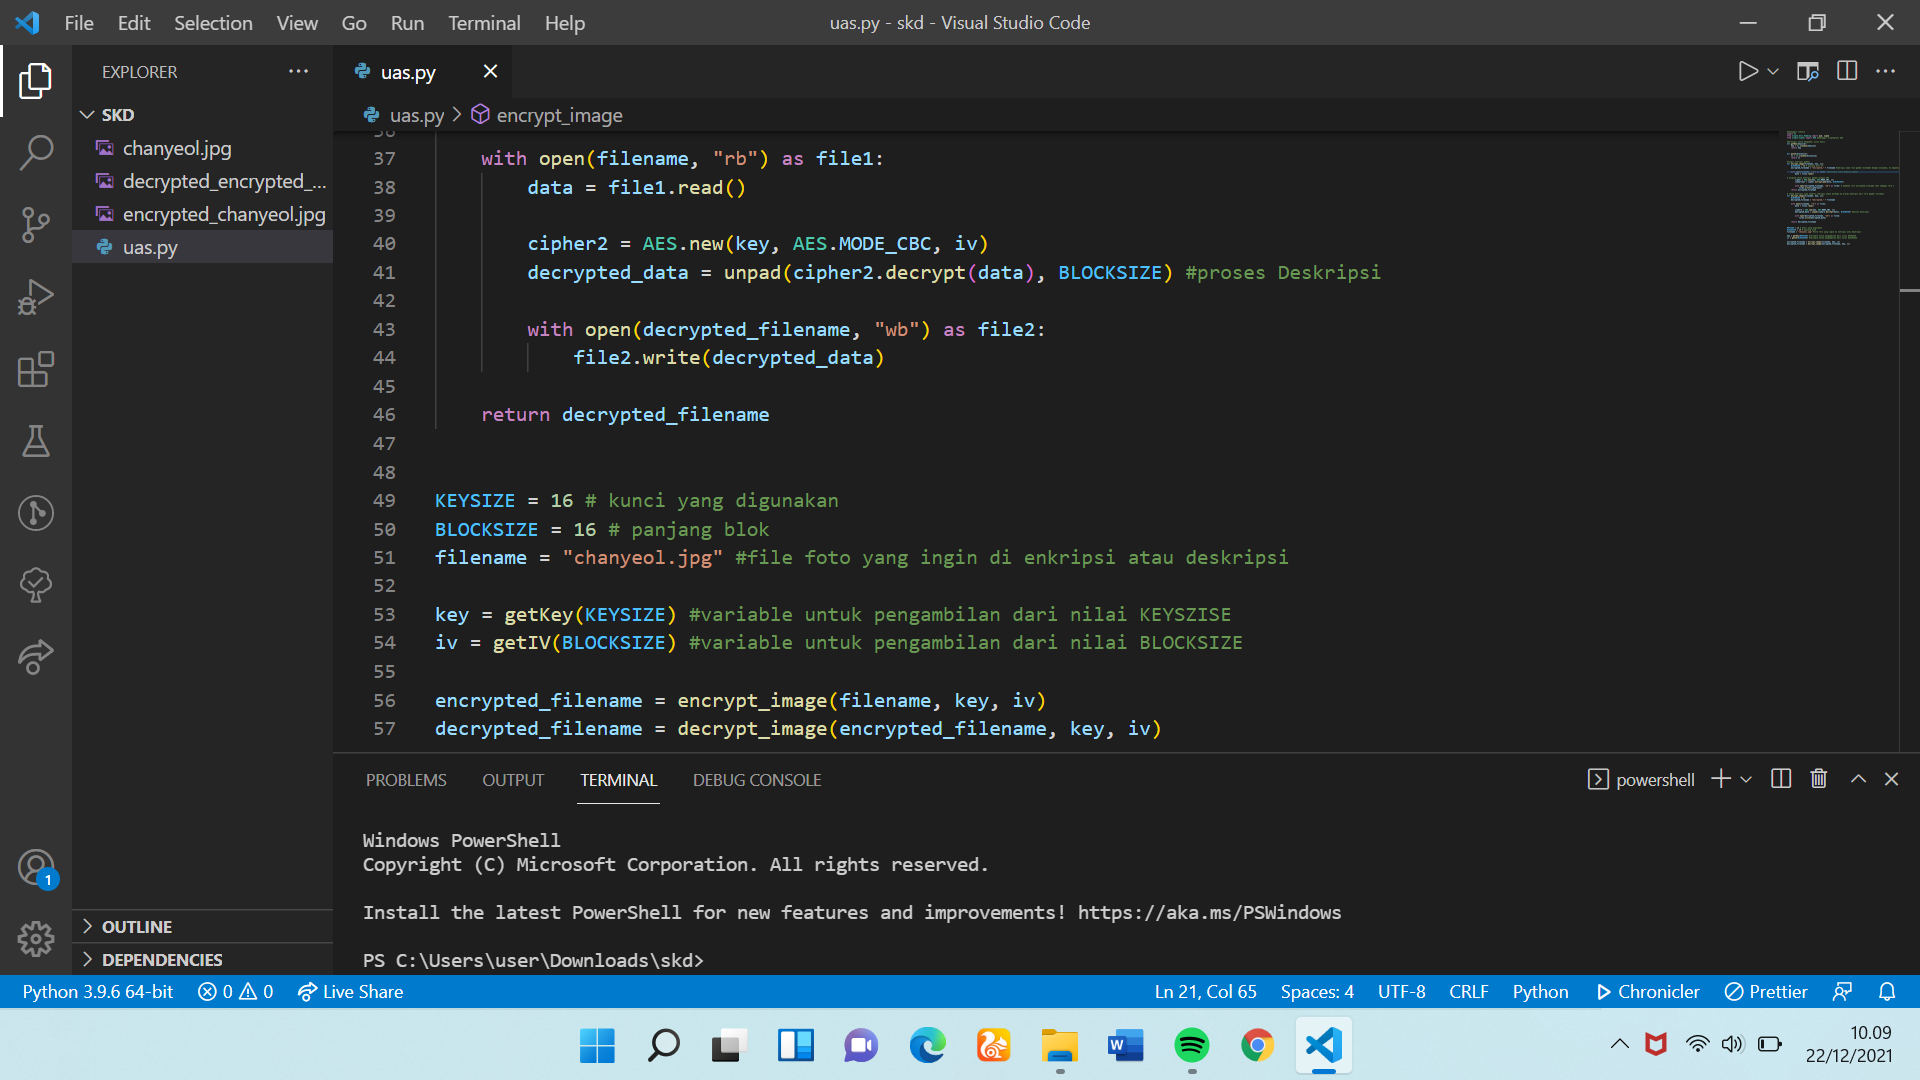 File Edit Selection View Go Run Terminal Help
uas.py - skd - Visual Studio Code
EXPLORER
SKD
chanyeol.jpg
decrypted_encrypted_...
encrypted_chanyeol.jpg
uas.py
OUTLINE
DEPENDENCIES
1
uas.py
uas.py > encrypt_image
37 with open(filename, "rb") as file1:
38 data = file1.read()
39
40 cipher2 = AES.new(key, AES.MODE_CBC, iv)
41 decrypted_data = unpad(cipher2.decrypt(data), BLOCKSIZE) #proses Deskripsi
42
43 with open(decrypted_filename, "wb") as file2:
44 file2.write(decrypted_data)
45
46 return decrypted_filename
47
48
49 KEYSIZE = 16 # kunci yang digunakan
50 BLOCKSIZE = 16 # panjang blok
51 filename = "chanyeol.jpg" #file foto yang ingin di enkripsi atau deskripsi
52
53 key = getKey(KEYSIZE) #variable untuk pengambilan dari nilai KEYSZISE
54 iv = getIV(BLOCKSIZE) #variable untuk pengambilan dari nilai BLOCKSIZE
55
56 encrypted_filename = encrypt_image(filename, key, iv)
57 decrypted_filename = decrypt_image(encrypted_filename, key, iv)
PROBLEMS OUTPUT TERMINAL DEBUG CONSOLE
powershell
Windows PowerShell
Copyright (C) Microsoft Corporation. All rights reserved.
Install the latest PowerShell for new features and improvements! https://aka.ms/PSWindows
PS C:\Users\user\Downloads\skd>
Python 3.9.6 64-bit 0 0 Live Share Ln 21, Col 65 Spaces: 4 UTF-8 CRLF Python Chronicler Prettier
W
10.09
22/12/2021